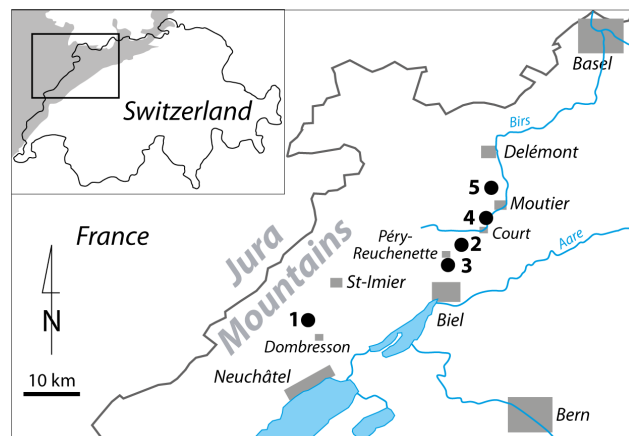 Switzerland
Basel
Birs
Delémont
5
Moutier
4
Court
France
Jura
Mountains
Péry-
Reuchenette
2
3
Aare
St-Imier
Biel
1
N
Dombresson
10 km
Neuchâtel
Bern